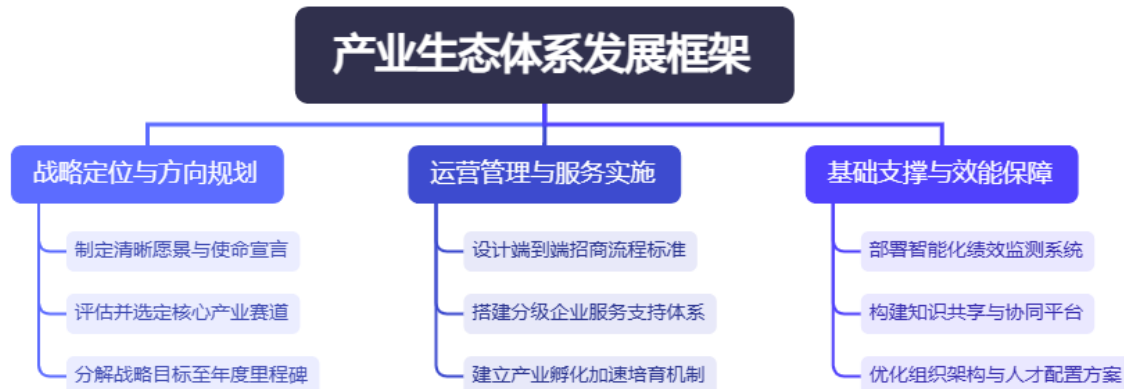 产业生态体系发展框架
战略定位与方向规划
制定清晰愿景与使命宣言
评估并选定核心产业赛道
分解战略目标至年度里程碑
运营管理与服务实施
设计端到端招商流程标准
搭建分级企业服务支持体系
建立产业孵化加速培育机制
基础支撑与效能保障
部署智能化绩效监测系统
构建知识共享与协同平台
优化组织架构与人才配置方案